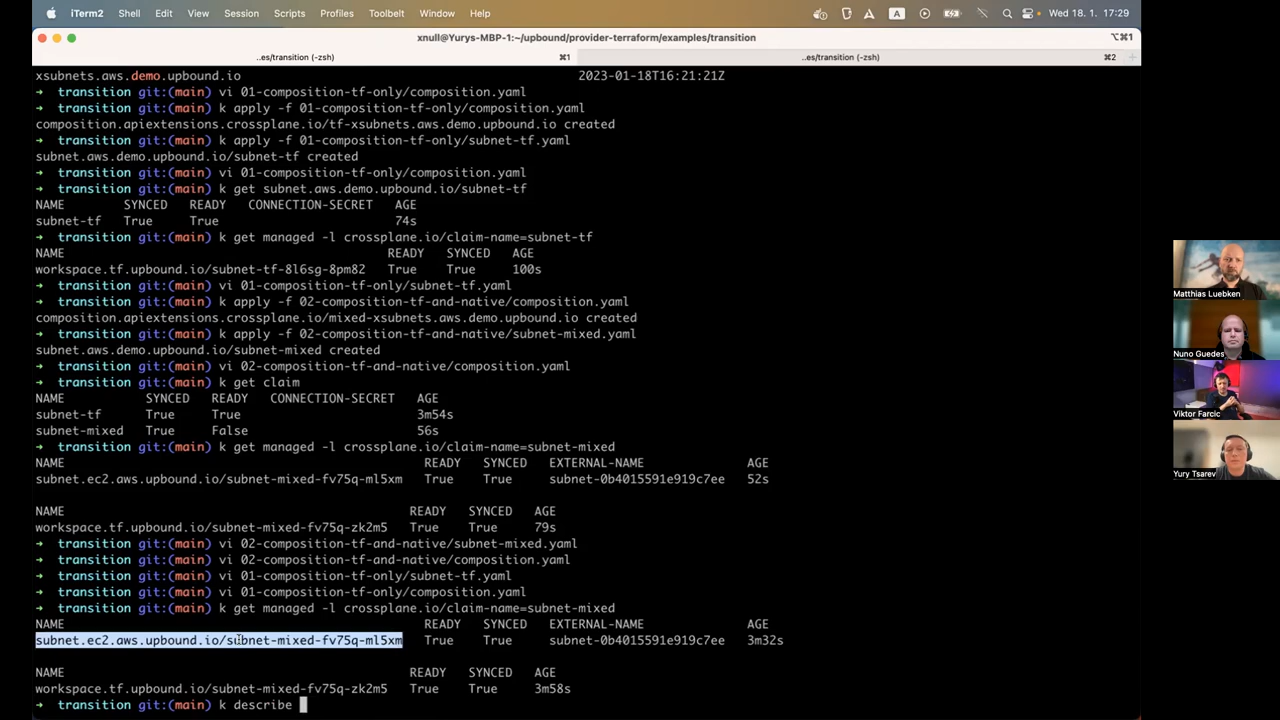 iTerm2 Shell Edit View Session Scripts Profiles Toolbelt Window Help A Wed 18. 1. 17:29
xnull@Yurys-MBP-1:~/upbound/provider-terraform/examples/transition ⌥⌘1
..es/transition (-zsh) ⌘1 ..es/transition (-zsh) ⌘2
xsubnets.aws.demo.upbound.io 2023-01-18T16:21:21Z
➜ transition git:(main) vi 01-composition-tf-only/composition.yaml
➜ transition git:(main) k apply -f 01-composition-tf-only/composition.yaml
composition.apiextensions.crossplane.io/tf-xsubnets.aws.demo.upbound.io created
➜ transition git:(main) k apply -f 01-composition-tf-only/subnet-tf.yaml
subnet.aws.demo.upbound.io/subnet-tf created
➜ transition git:(main) vi 01-composition-tf-only/composition.yaml
➜ transition git:(main) k get subnet.aws.demo.upbound.io/subnet-tf
NAME SYNCED READY CONNECTION-SECRET AGE
subnet-tf True True 74s
➜ transition git:(main) k get managed -l crossplane.io/claim-name=subnet-tf
NAME READY SYNCED AGE
workspace.tf.upbound.io/subnet-tf-8l6sg-8pm82 True True 100s
➜ transition git:(main) vi 01-composition-tf-only/subnet-tf.yaml
➜ transition git:(main) k apply -f 02-composition-tf-and-native/composition.yaml
composition.apiextensions.crossplane.io/mixed-xsubnets.aws.demo.upbound.io created
➜ transition git:(main) k apply -f 02-composition-tf-and-native/subnet-mixed.yaml
subnet.aws.demo.upbound.io/subnet-mixed created
➜ transition git:(main) vi 02-composition-tf-and-native/composition.yaml
➜ transition git:(main) k get claim
NAME SYNCED READY CONNECTION-SECRET AGE
subnet-tf True True 3m54s
subnet-mixed True False 56s
➜ transition git:(main) k get managed -l crossplane.io/claim-name=subnet-mixed
NAME READY SYNCED EXTERNAL-NAME AGE
subnet.ec2.aws.upbound.io/subnet-mixed-fv75q-ml5xm True True subnet-0b4015591e919c7ee 52s
NAME READY SYNCED AGE
workspace.tf.upbound.io/subnet-mixed-fv75q-zk2m5 True True 79s
➜ transition git:(main) vi 02-composition-tf-and-native/subnet-mixed.yaml
➜ transition git:(main) vi 02-composition-tf-and-native/composition.yaml
➜ transition git:(main) vi 01-composition-tf-only/subnet-tf.yaml
➜ transition git:(main) vi 01-composition-tf-only/composition.yaml
➜ transition git:(main) k get managed -l crossplane.io/claim-name=subnet-mixed
NAME READY SYNCED EXTERNAL-NAME AGE
subnet.ec2.aws.upbound.io/subnet-mixed-fv75q-ml5xm True True subnet-0b4015591e919c7ee 3m32s
NAME READY SYNCED AGE
workspace.tf.upbound.io/subnet-mixed-fv75q-zk2m5 True True 3m58s
➜ transition git:(main) k describe
Matthias Luebken
Nuno Guedes
Viktor Farcic
Yury Tsarev